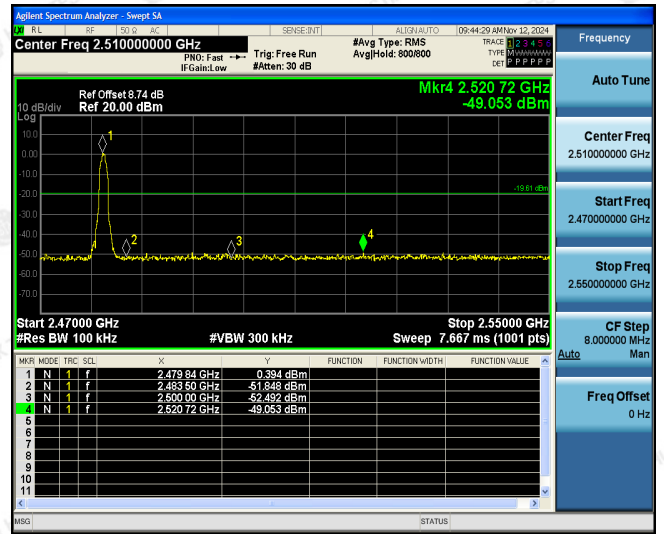 Agilent Spectrum Analyzer - Swept SA
LXI RL RF 50 Ω AC SENSE:INT ALIGN AUTO 09:44:29 AM Nov 12, 2024
Center Freq 2.510000000 GHz #Avg Type: RMS TRACE 1 2 3 4 5 6
PNO: Fast Trig: Free Run Avg|Hold: 800/800 TYPE M
IFGain:Low #Atten: 30 dB DET P P P P P P
Mkr4 2.520 72 GHz
-49.053 dBm
Ref Offset 8.74 dB
10 dB/div Ref 20.00 dBm
Log
10.0
0.00
-10.0
-20.0
-30.0
-40.0
-50.0
-60.0
-70.0
1
2
3
4
-19.61 dBm
Start 2.47000 GHz Stop 2.55000 GHz
#Res BW 100 kHz #VBW 300 kHz Sweep 7.667 ms (1001 pts)
MKR MODE TRC SCL X Y FUNCTION FUNCTION WIDTH FUNCTION VALUE
1 N 1 f 2.479 84 GHz 0.394 dBm
2 N 1 f 2.483 50 GHz -51.848 dBm
3 N 1 f 2.500 00 GHz -52.492 dBm
4 N 1 f 2.520 72 GHz -49.053 dBm
5
6
7
8
9
10
11
MSG STATUS
Frequency
Auto Tune
Center Freq
2.510000000 GHz
Start Freq
2.470000000 GHz
Stop Freq
2.550000000 GHz
CF Step
8.000000 MHz
Auto Man
Freq Offset
0 Hz